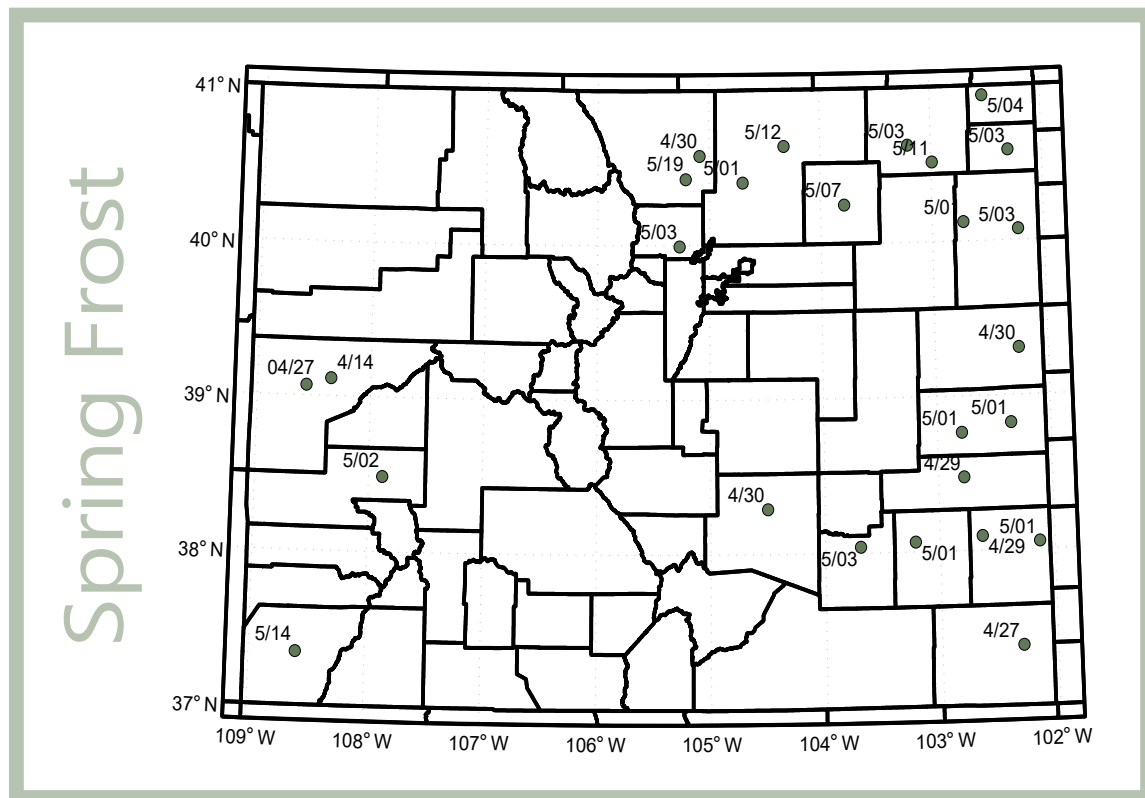 Spring Frost
41° N
40° N
39° N
38° N
37° N
109° W
108° W
107° W
106° W
105° W
104° W
103° W
102° W
5/04
5/12
5/03
5/03
4/30
5/11
5/19
5/01
5/07
5/0
5/03
5/03
4/30
04/27
4/14
5/01
5/01
5/02
4/29
4/30
5/01
5/03
5/01
4/29
5/14
4/27